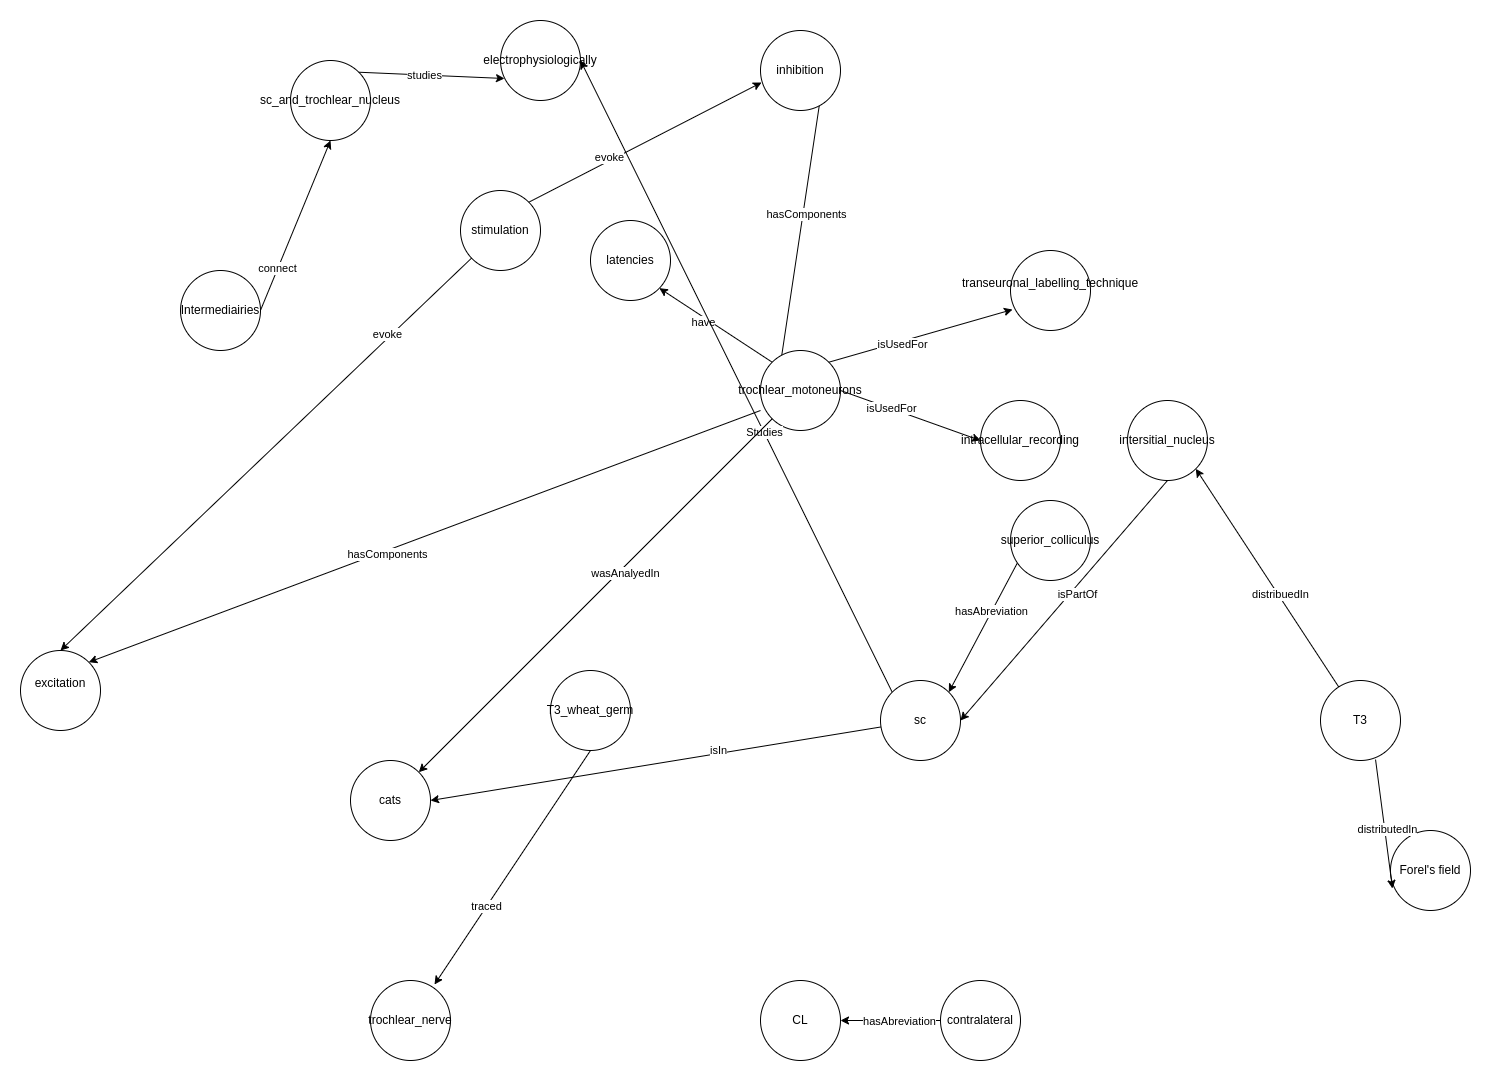 electrophysiologically
inhibition
studies
sc_and_trochlear_nucleus
evoke
hasComponents
stimulation
latencies
connect
transeuronal_labelling_technique
Intermediairies
have
evoke
isUsedFor
trochlear_motoneurons
isUsedFor
Studies
intracellular_recording
intersitial_nucleus
superior_colliculus
hasComponents
wasAnalyedIn
isPartOf
distribuedIn
hasAbreviation
excitation
T3_wheat_germ
sc
T3
isIn
cats
distributedIn
Forel's field
traced
trochlear_nerve
CL
hasAbreviation
contralateral